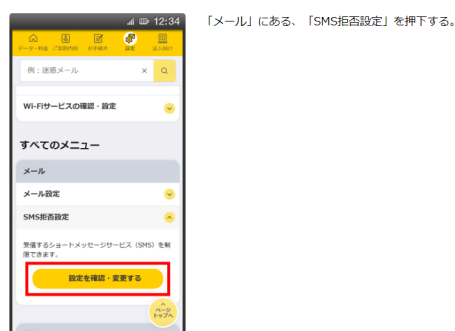 12:34
データ・料金
ご契約内容
お手続き
設定
法人向け
例：迷惑メール
Wi-Fiサービスの確認・設定
すべてのメニュー
メール
メール設定
SMS拒否設定
受信するショートメッセージサービス（SMS）を制
限できます。
設定を確認・変更する
ページ
トップへ
「メール」にある、「SMS拒否設定」を押下する。